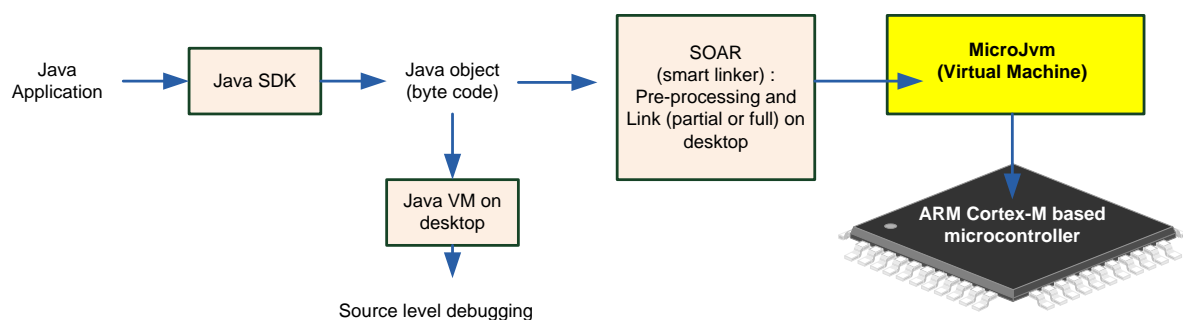 Java
Application
Java SDK
Java object
(byte code)
SOAR
(smart linker) :
Pre-processing and
Link (partial or full) on
desktop
MicroJvm
(Virtual Machine)
Java VM on
desktop
Source level debugging
ARM Cortex-M based
microcontroller